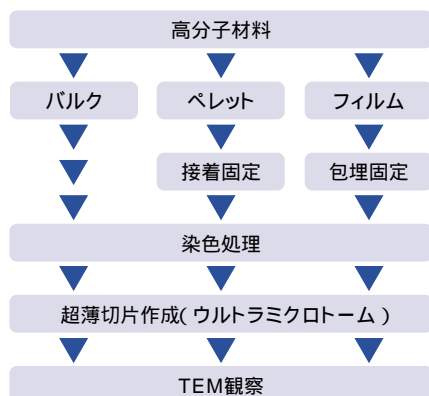 高分子材料
バルク ペレット フィルム
接着固定 包埋固定
染色処理
超薄切片作成(ウルトラミクロトーム)
TEM観察